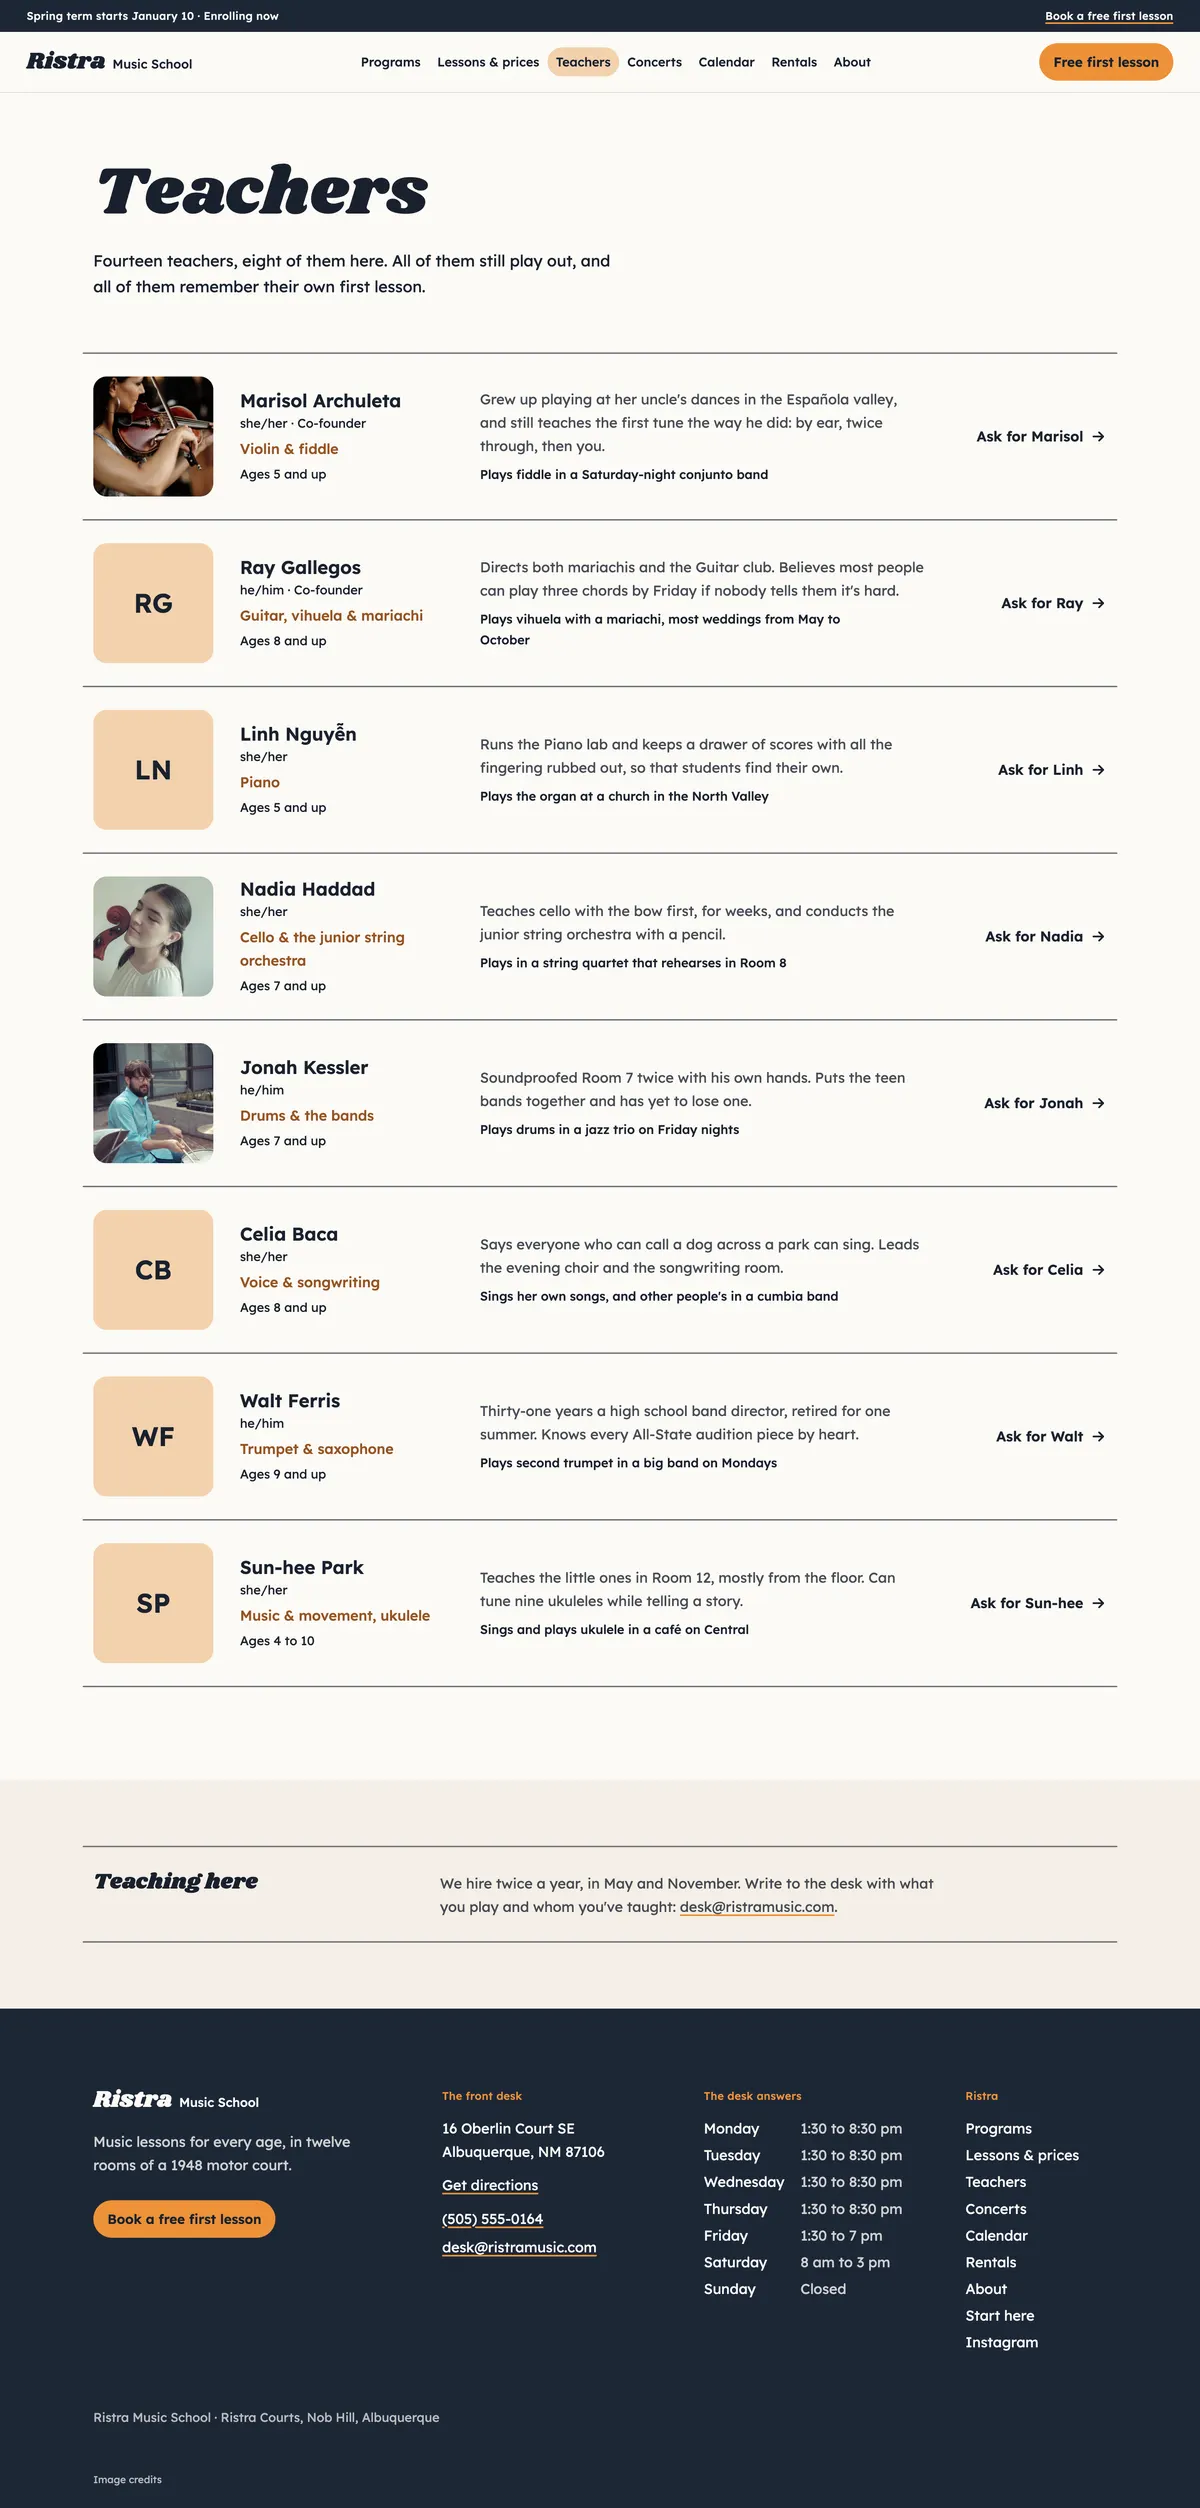 Spring term starts January 10 · Enrolling now
Book a free first lesson
Ristra Music School
Programs
Lessons & prices
Teachers
Concerts
Calendar
Rentals
About
Free first lesson
Teachers
Fourteen teachers, eight of them here. All of them still play out, and
all of them remember their own first lesson.
Marisol Archuleta
she/her · Co-founder
Violin & fiddle
Ages 5 and up
Grew up playing at her uncle's dances in the Española valley,
and still teaches the first tune the way he did: by ear, twice
through, then you.
Plays fiddle in a Saturday-night conjunto band
Ask for Marisol →
RG
Ray Gallegos
he/him · Co-founder
Guitar, vihuela & mariachi
Ages 8 and up
Directs both mariachis and the Guitar club. Believes most people
can play three chords by Friday if nobody tells them it's hard.
Plays vihuela with a mariachi, most weddings from May to
October
Ask for Ray →
LN
Linh Nguyễn
she/her
Piano
Ages 5 and up
Runs the Piano lab and keeps a drawer of scores with all the
fingering rubbed out, so that students find their own.
Plays the organ at a church in the North Valley
Ask for Linh →
Nadia Haddad
she/her
Cello & the junior string
orchestra
Ages 7 and up
Teaches cello with the bow first, for weeks, and conducts the
junior string orchestra with a pencil.
Plays in a string quartet that rehearses in Room 8
Ask for Nadia →
Jonah Kessler
he/him
Drums & the bands
Ages 7 and up
Soundproofed Room 7 twice with his own hands. Puts the teen
bands together and has yet to lose one.
Plays drums in a jazz trio on Friday nights
Ask for Jonah →
CB
Celia Baca
she/her
Voice & songwriting
Ages 8 and up
Says everyone who can call a dog across a park can sing. Leads
the evening choir and the songwriting room.
Sings her own songs, and other people's in a cumbia band
Ask for Celia →
WF
Walt Ferris
he/him
Trumpet & saxophone
Ages 9 and up
Thirty-one years a high school band director, retired for one
summer. Knows every All-State audition piece by heart.
Plays second trumpet in a big band on Mondays
Ask for Walt →
SP
Sun-hee Park
she/her
Music & movement, ukulele
Ages 4 to 10
Teaches the little ones in Room 12, mostly from the floor. Can
tune nine ukuleles while telling a story.
Sings and plays ukulele in a café on Central
Ask for Sun-hee →
Teaching here
We hire twice a year, in May and November. Write to the desk with what
you play and whom you've taught: desk@ristramusic.com.
Ristra Music School
Music lessons for every age, in twelve
rooms of a 1948 motor court.
Book a free first lesson
The front desk
16 Oberlin Court SE
Albuquerque, NM 87106
Get directions
(505) 555-0164
desk@ristramusic.com
The desk answers
Monday 1:30 to 8:30 pm
Tuesday 1:30 to 8:30 pm
Wednesday 1:30 to 8:30 pm
Thursday 1:30 to 8:30 pm
Friday 1:30 to 7 pm
Saturday 8 am to 3 pm
Sunday Closed
Ristra
Programs
Lessons & prices
Teachers
Concerts
Calendar
Rentals
About
Start here
Instagram
Ristra Music School · Ristra Courts, Nob Hill, Albuquerque
Image credits